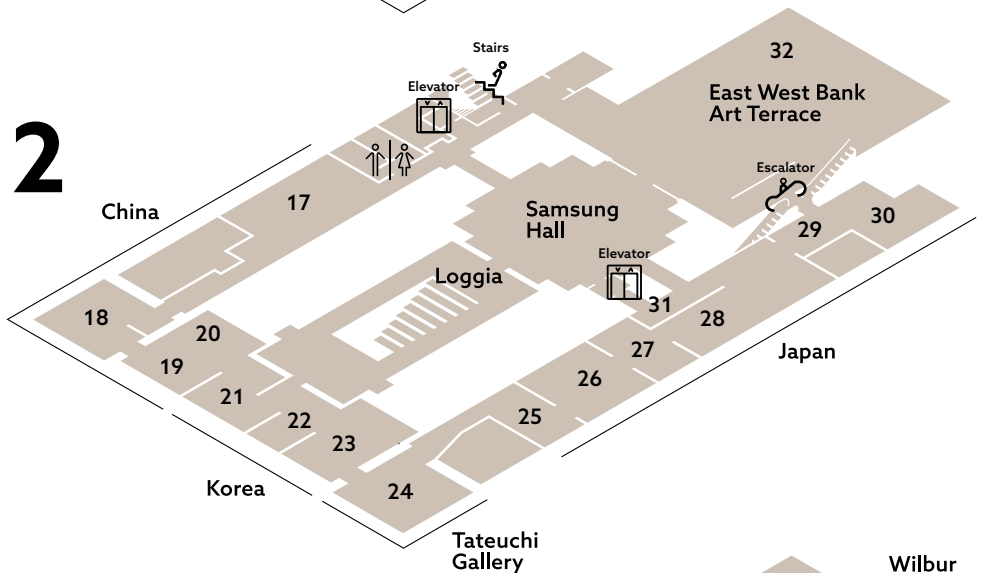 2
Stairs
Elevator
32
East West Bank
Art Terrace
Escalator
China
17
Samsung
Hall
29
30
Elevator
Loggia
31
18
20
28
19
27
Japan
21
26
22
25
23
Korea
24
Tateuchi
Gallery
Wilbur